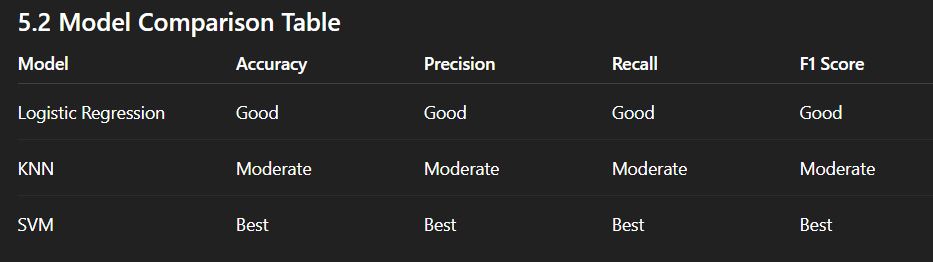 5.2 Model Comparison Table
Model Accuracy Precision Recall F1 Score
Logistic Regression Good Good Good Good
KNN Moderate Moderate Moderate Moderate
SVM Best Best Best Best